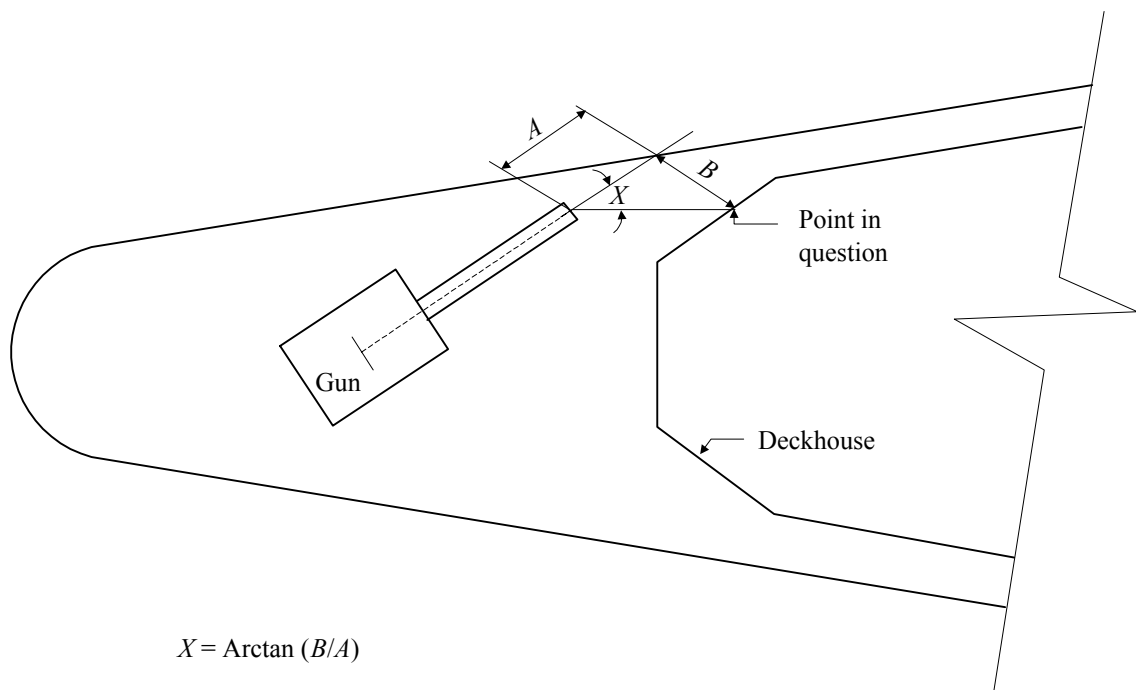 A
B
X
Point in
question
Gun
Deckhouse
X = Arctan (B/A)